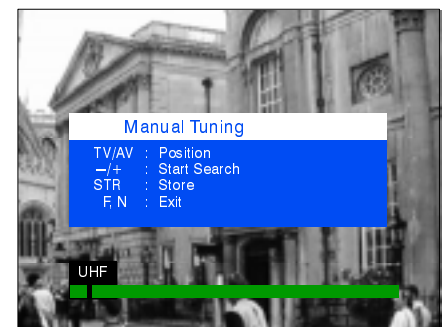 Manual Tuning
TV/AV : Position
–/+ : Start Search
STR : Store
F, N : Exit
UHF